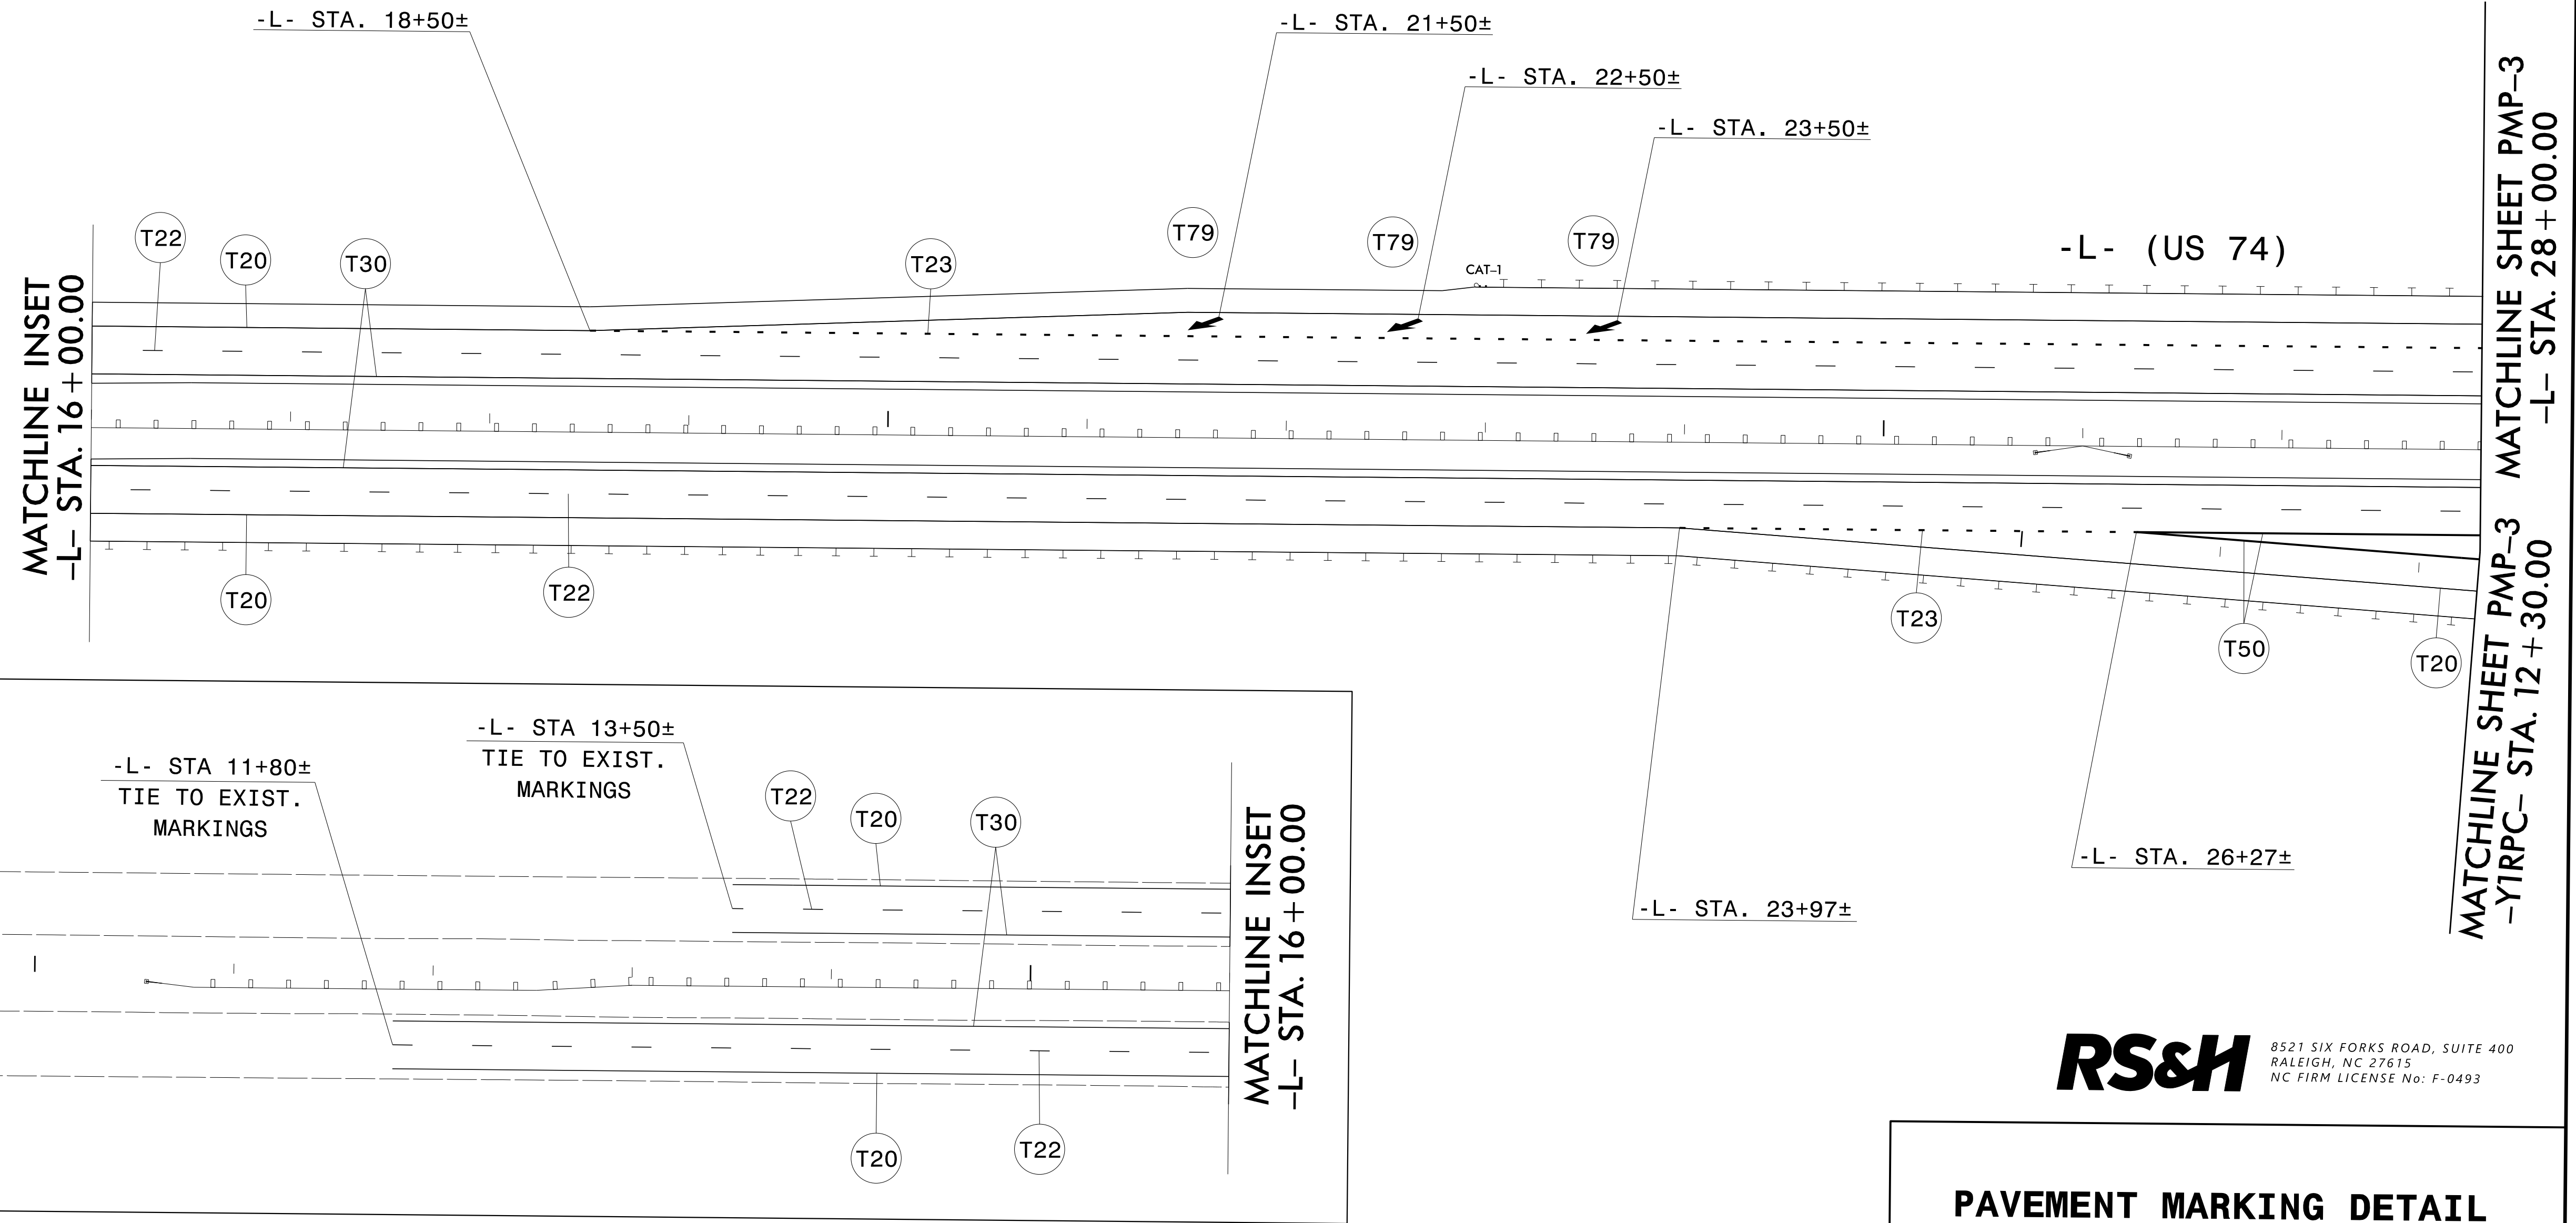 -L- STA. 18+50±
-L- STA. 21+50±
-L- STA. 22+50±
-L- STA. 23+50±
MATCHLINE SHEET PMP-3
-L- STA. 28+00.00
MATCHLINE INSET
-L- STA. 16+00.00
T22
T20
T30
T23
T79
T79
T79
CAT-1
-L- (US 74)
T20
T22
T23
T50
T20
MATCHLINE SHEET PMP-3
-Y1RPC- STA. 12+30.00
-L- STA. 26+27±
-L- STA. 23+97±
-L- STA 11+80±
TIE TO EXIST.
MARKINGS
-L- STA 13+50±
TIE TO EXIST.
MARKINGS
T22
T20
T30
MATCHLINE INSET
-L- STA. 16+00.00
T20
T22
RS&H
8521 SIX FORKS ROAD, SUITE 400
RALEIGH, NC 27615
NC FIRM LICENSE No: F-0493
PAVEMENT MARKING DETAIL